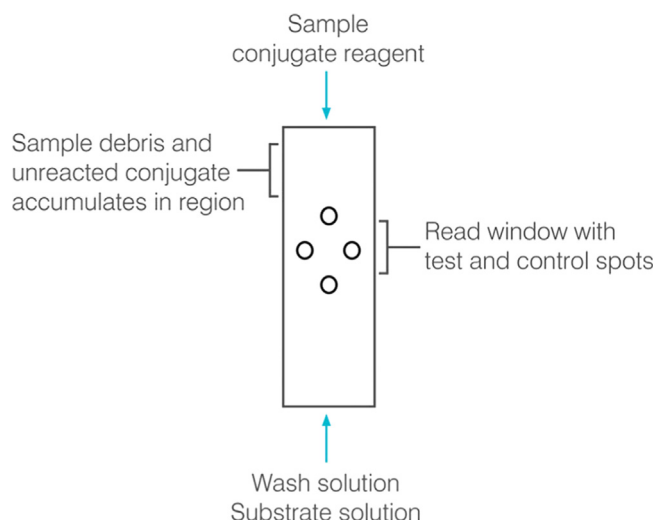 Sample
conjugate reagent
Sample debris and
unreacted conjugate
accumulates in region
Read window with
test and control spots
Wash solution
Substrate solution